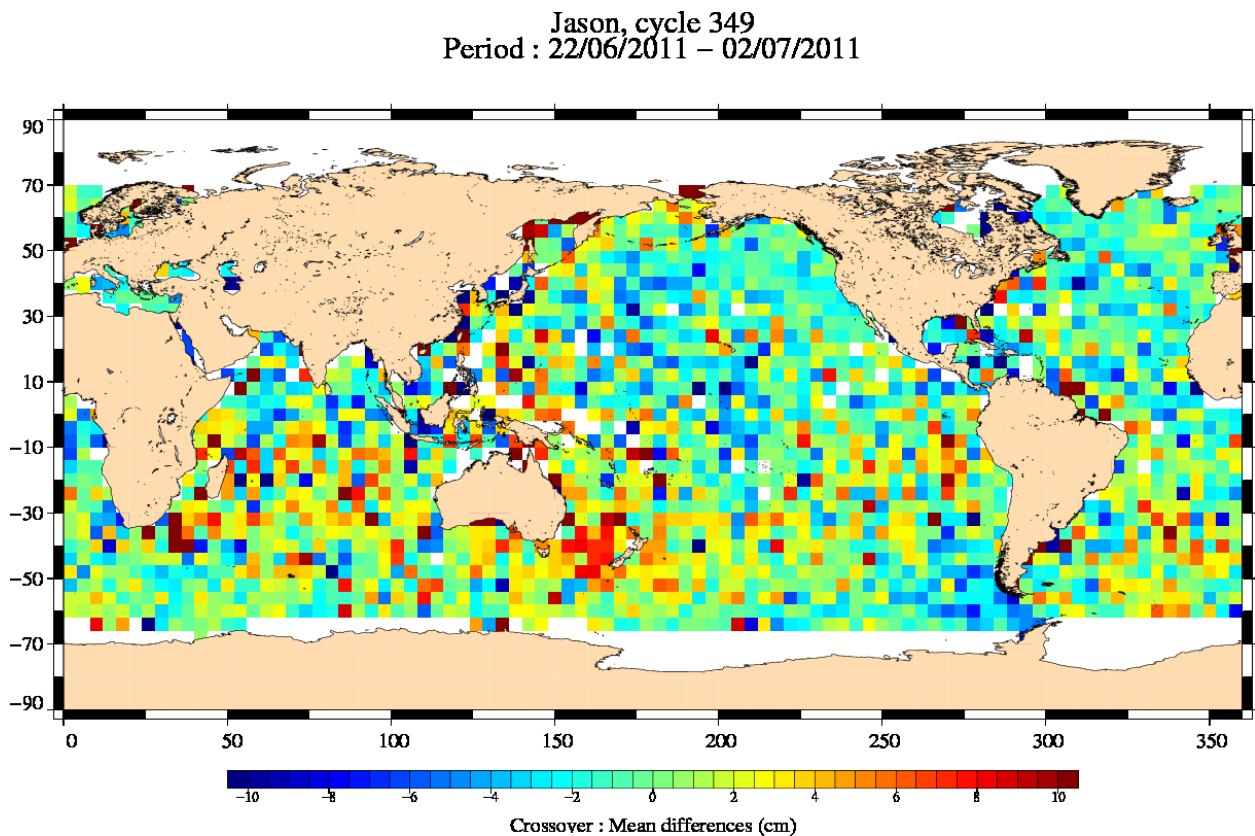 Jason, cycle 349
Period : 22/06/2011 − 02/07/2011
90
70
50
30
10
−10
−30
−50
−70
−90
0 50 100 150 200 250 300 350
−10 −8 −6 −4 −2 0 2 4 6 8 10
Crossover : Mean differences (cm)